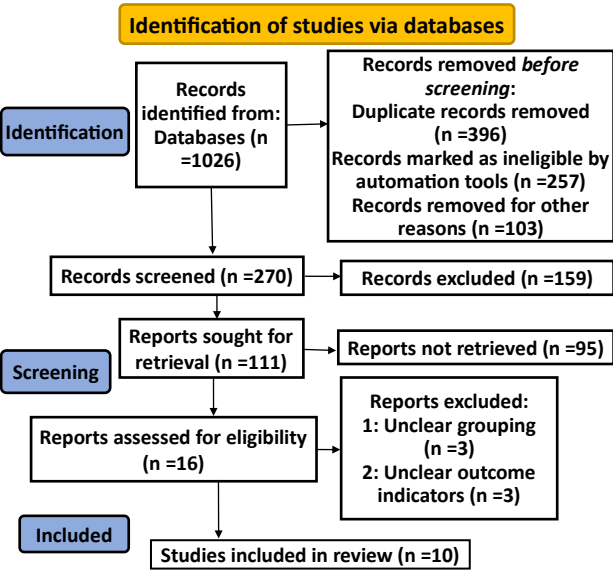 Identification of studies via databases
Identification
Records
identified from:
Databases (n
=1026)
Records removed before
screening:
Duplicate records removed
(n =396)
Records marked as ineligible by
automation tools (n =257)
Records removed for other
reasons (n =103)
Records screened (n =270)
Records excluded (n =159)
Screening
Reports sought for
retrieval (n =111)
Reports not retrieved (n =95)
Reports assessed for eligibility
(n =16)
Reports excluded:
1: Unclear grouping
(n =3)
2: Unclear outcome
indicators (n =3)
Included
Studies included in review (n =10)